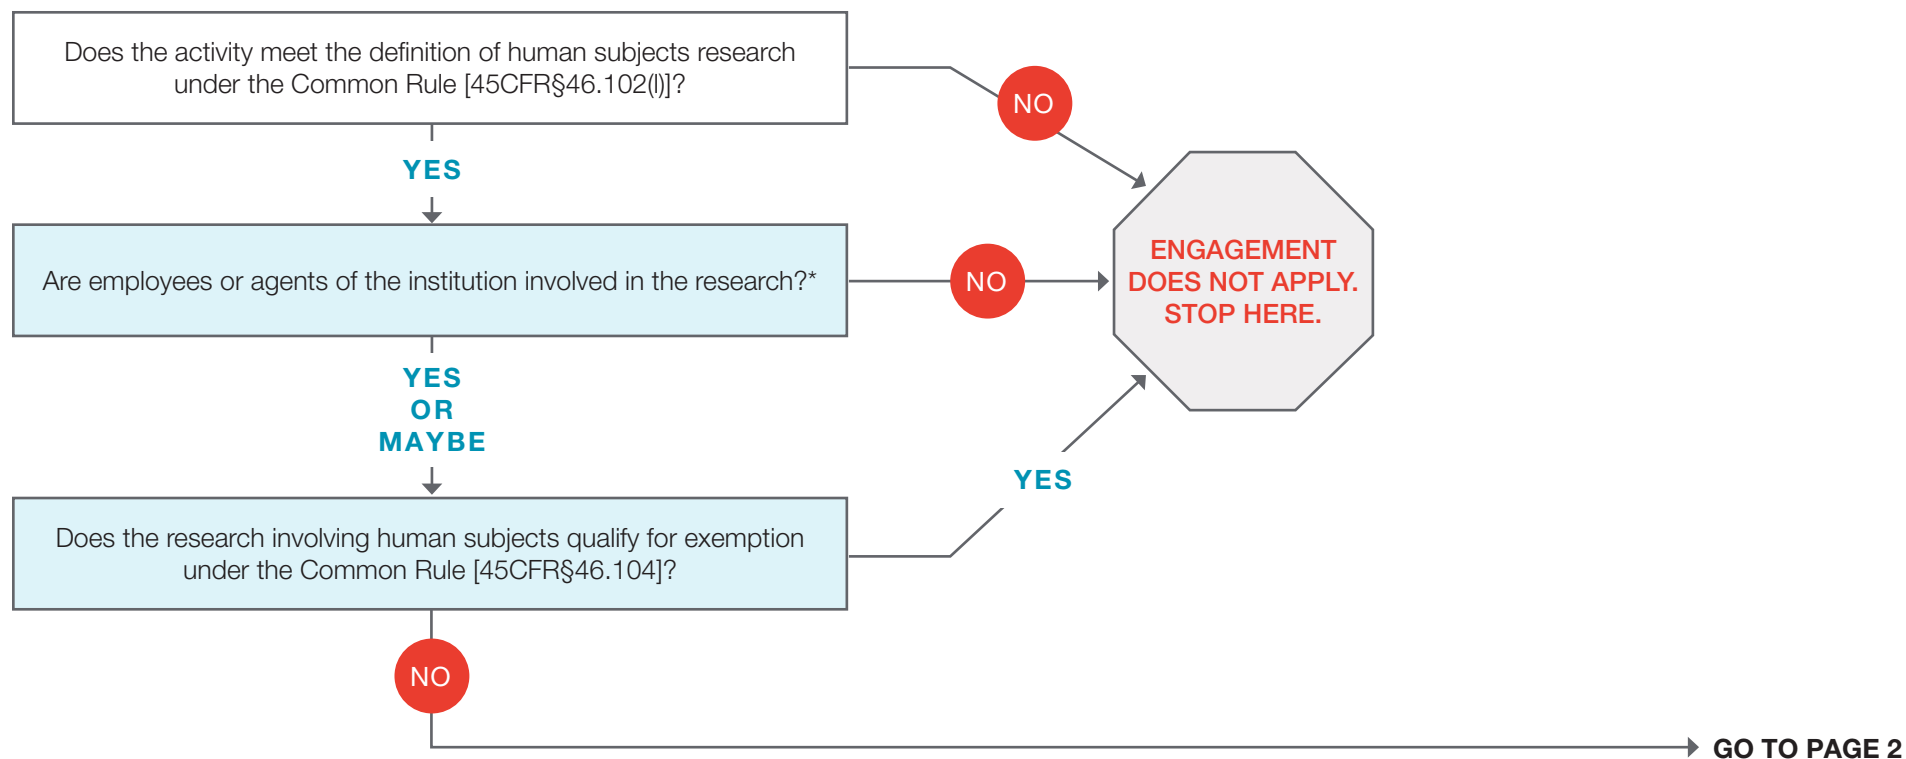 Does the activity meet the definition of human subjects research
under the Common Rule [45CFR§46.102(l)]?
NO
YES
ENGAGEMENT
DOES NOT APPLY.
STOP HERE.
Are employees or agents of the institution involved in the research?*
NO
YES
OR
MAYBE
YES
Does the research involving human subjects qualify for exemption
under the Common Rule [45CFR§46.104]?
NO
GO TO PAGE 2